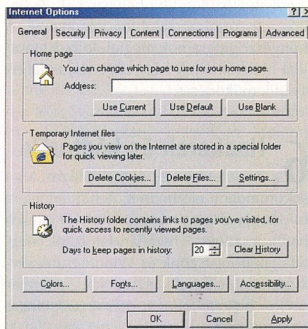 Internet Options
General Security Privacy Content Connections Programs Advanced
Home page
You can change which page to use for your home page.
Address:
Use Current Use Default Use Blank
Temporary Internet files
Pages you view on the Internet are stored in a special folder
for quick viewing later.
Delete Cookies... Delete Files... Settings...
History
The History folder contains links to pages you've visited, for
quick access to recently viewed pages.
Days to keep pages in history: 20 Clear History
Colors... Fonts... Languages... Accessibility...
OK Cancel Apply